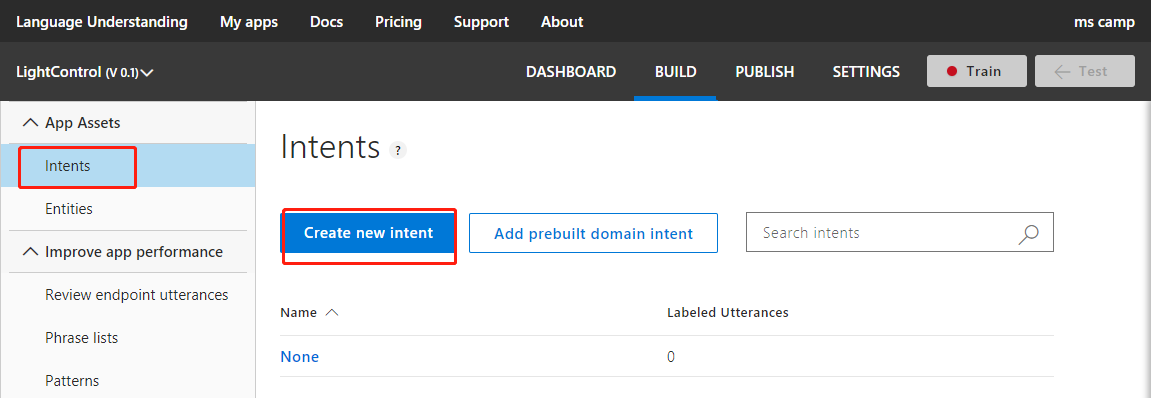 Language Understanding My apps Docs Pricing Support About ms camp
LightControl (V 0.1) DASHBOARD BUILD PUBLISH SETTINGS Train Test
App Assets
Intents
Entities
Improve app performance
Review endpoint utterances
Phrase lists
Patterns
Intents ?
Create new intent Add prebuilt domain intent Search intents
Name Labeled Utterances
None 0